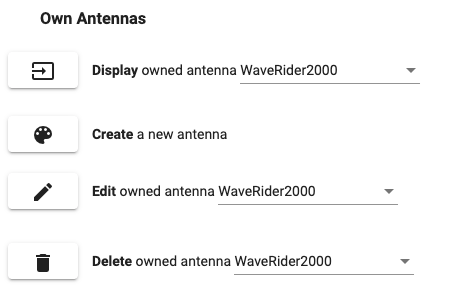 Own Antennas
Display owned antenna WaveRider2000
Create a new antenna
Edit owned antenna WaveRider2000
Delete owned antenna WaveRider2000